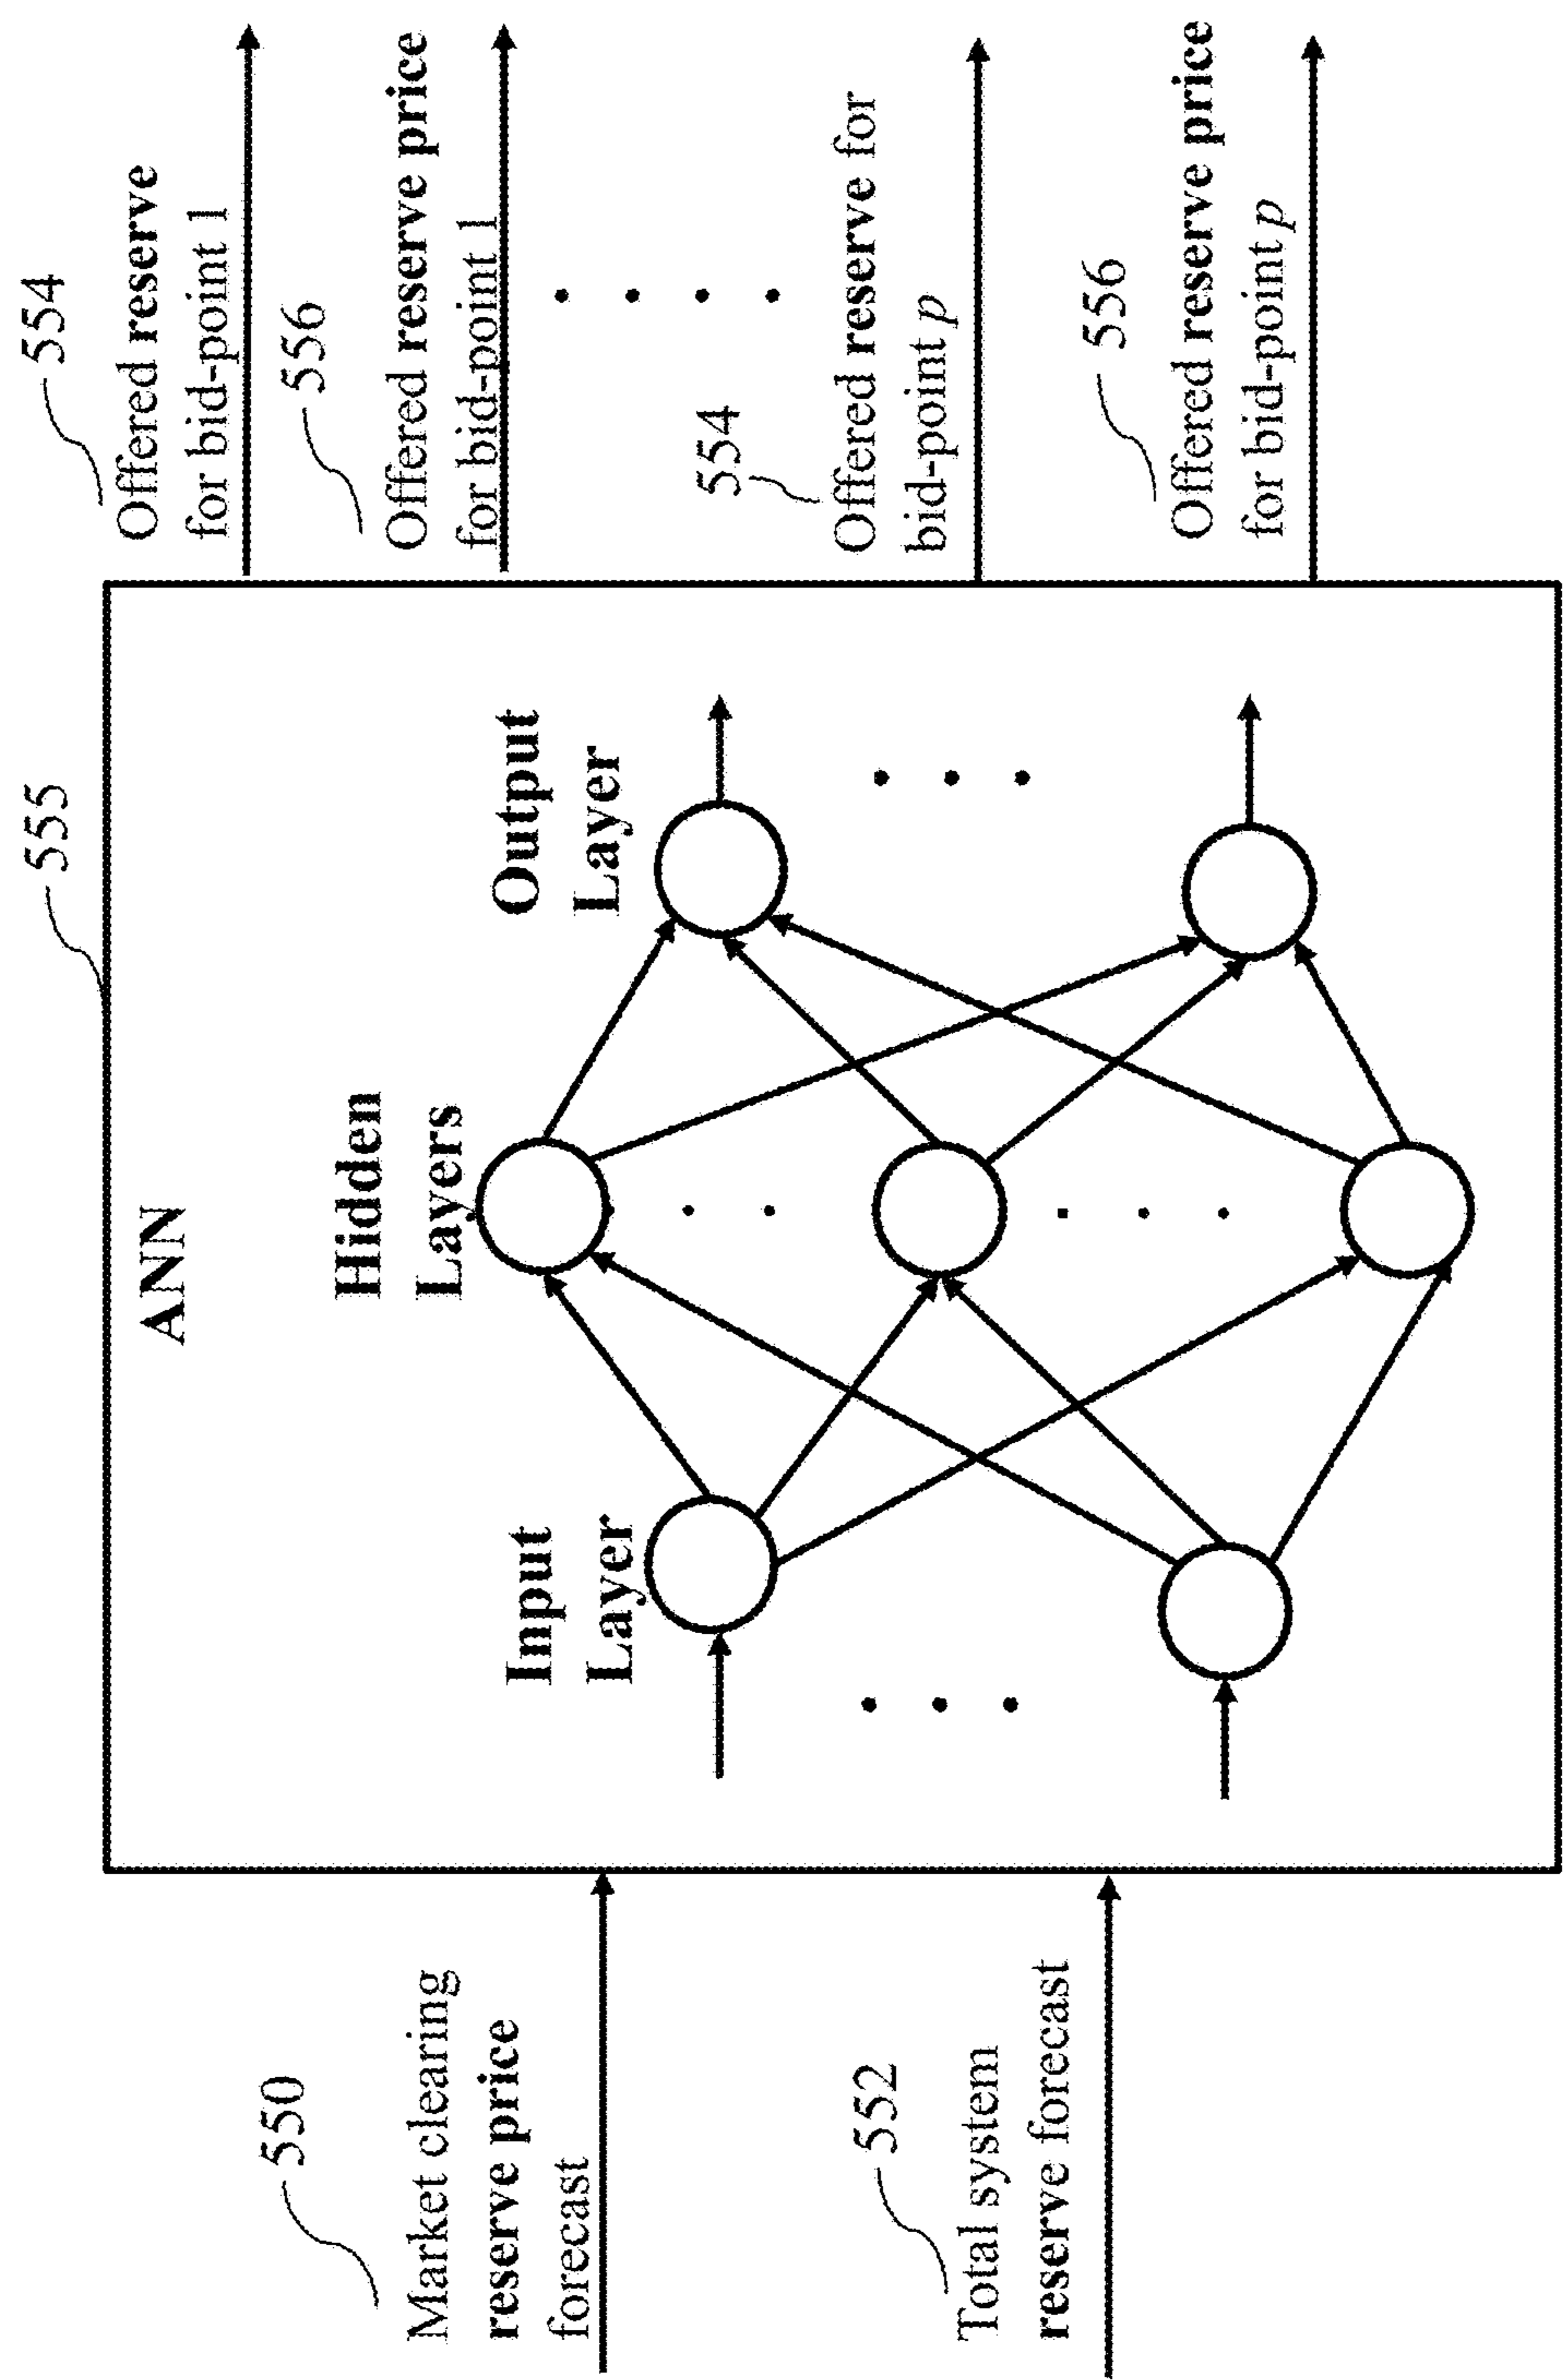 550
Market clearing
reserve price
forecast
552
Total system
reserve forecast
555
ANN
Input
Layer
Hidden
Layers
Output
Layer
554
Offered reserve
for bid-point 1
556
Offered reserve price
for bid-point 1
554
Offered reserve for
bid-point p
556
Offered reserve price
for bid-point p